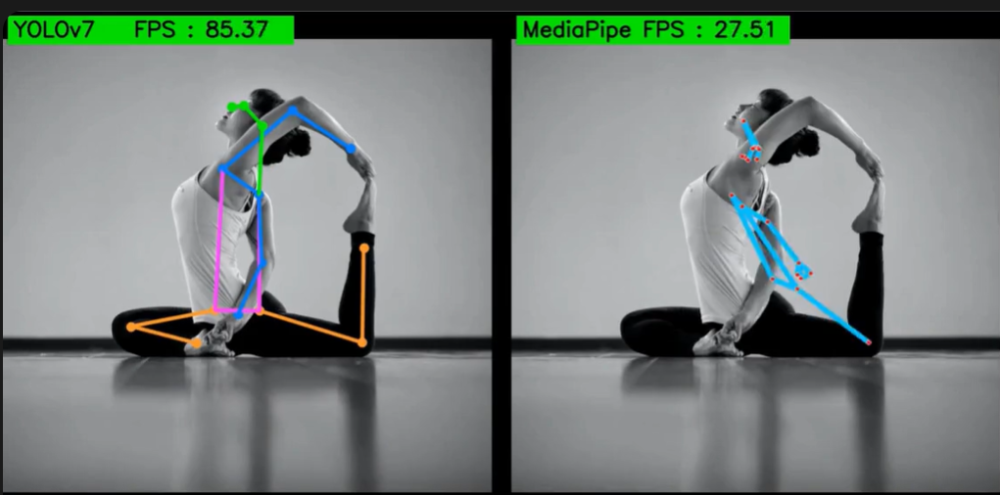 YOLOv7 FPS : 85.37
MediaPipe FPS : 27.51